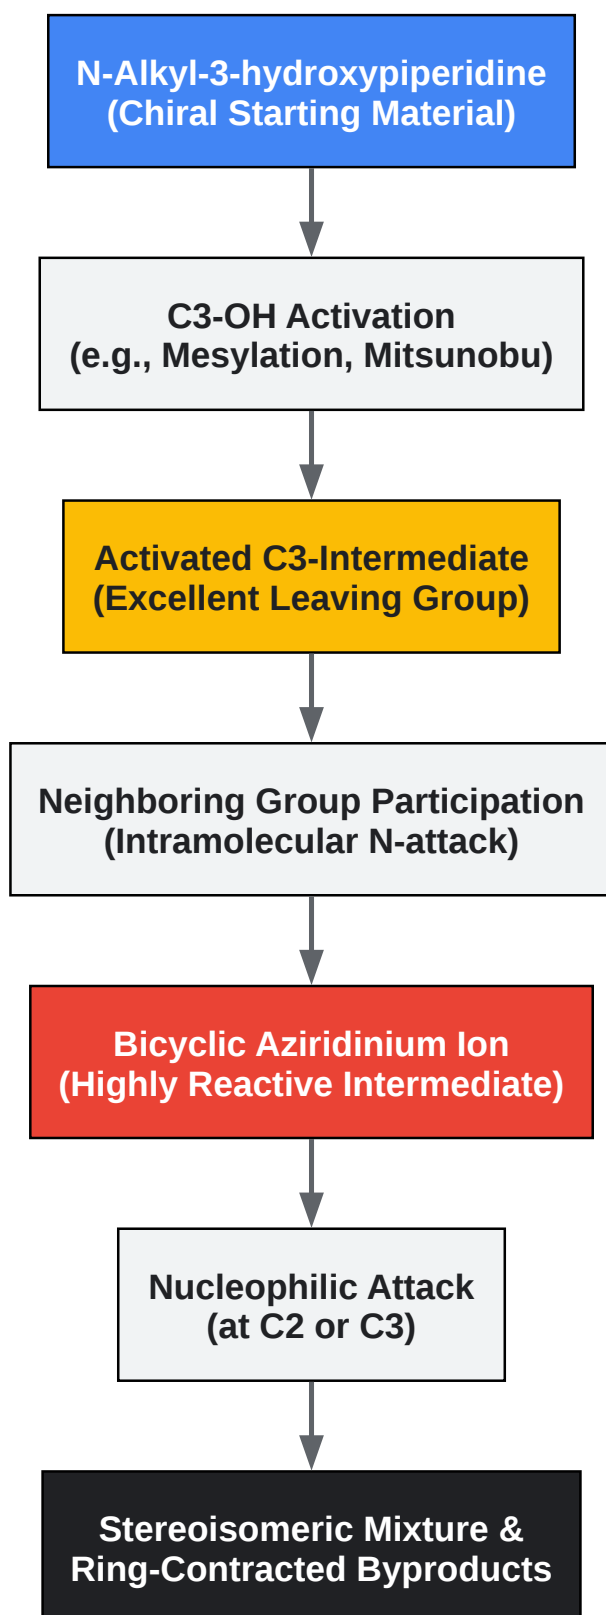 N-Alkyl-3-hydroxypiperidine
(Chiral Starting Material)
C3-OH Activation
(e.g., Mesylation, Mitsunobu)
Activated C3-Intermediate
(Excellent Leaving Group)
Neighboring Group Participation
(Intramolecular N-attack)
Bicyclic Aziridinium Ion
(Highly Reactive Intermediate)
Nucleophilic Attack
(at C2 or C3)
Stereoisomeric Mixture &
Ring-Contracted Byproducts